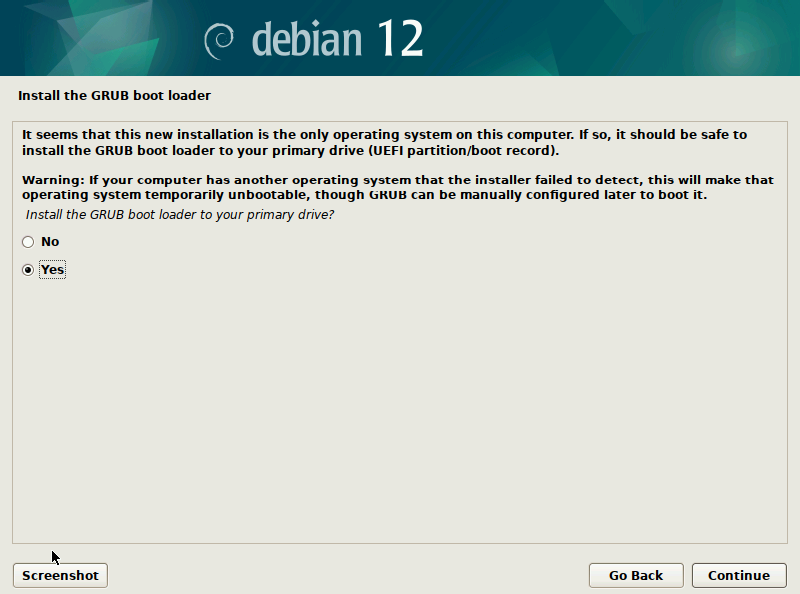 debian 12
Install the GRUB boot loader
It seems that this new installation is the only operating system on this computer. If so, it should be safe to
install the GRUB boot loader to your primary drive (UEFI partition/boot record).
Warning: If your computer has another operating system that the installer failed to detect, this will make that
operating system temporarily unbootable, though GRUB can be manually configured later to boot it.
Install the GRUB boot loader to your primary drive?
No
Yes
Screenshot Go Back Continue